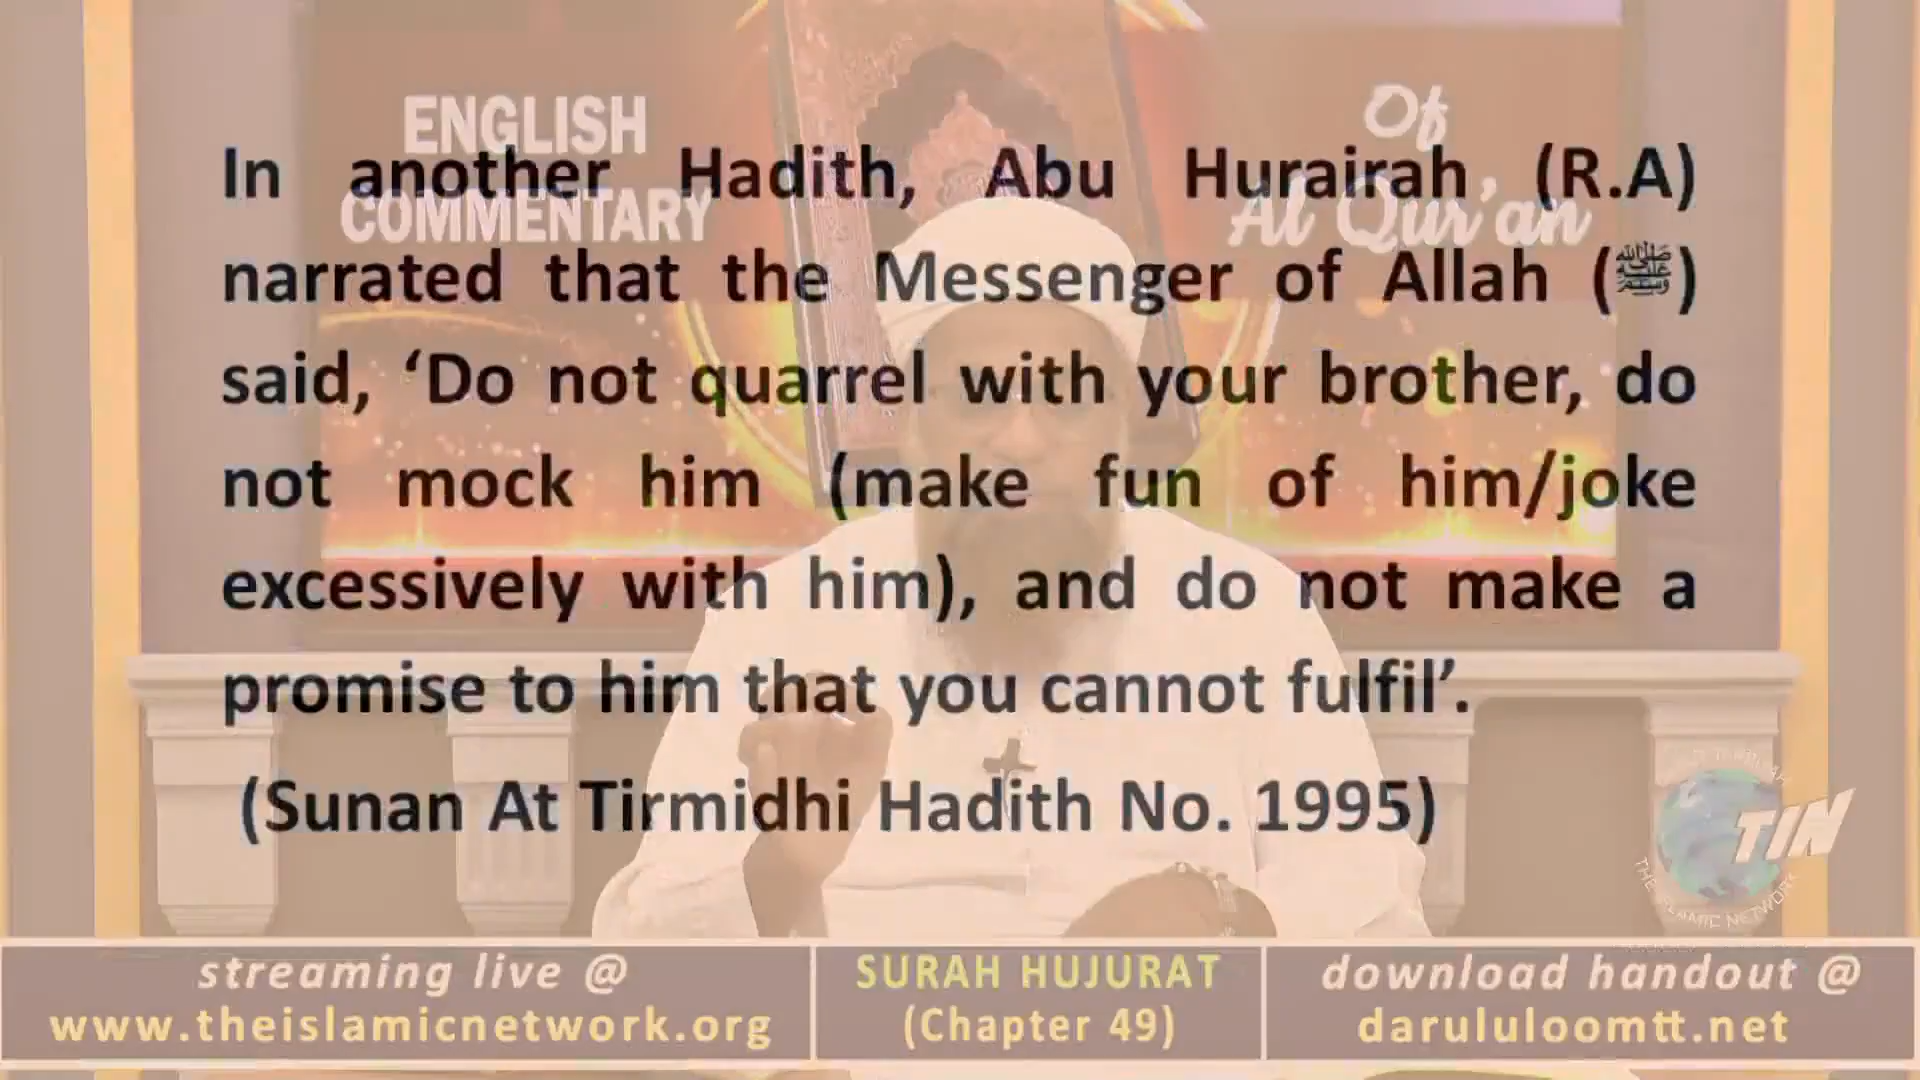 ENGLISH
COMMENTARY
Of
Al Qur'an
In another Hadith, Abu Hurairah (R.A)
narrated that the Messenger of Allah (ﷺ)
said, ‘Do not quarrel with your brother, do
not mock him (make fun of him/joke
excessively with him), and do not make a
promise to him that you cannot fulfil’.
(Sunan At Tirmidhi Hadith No. 1995)
TIN
THE ISLAMIC NETWORK
streaming live @
www.theislamicnetwork.org
SURAH HUJURAT
(Chapter 49)
download handout @
darululoomtt.net